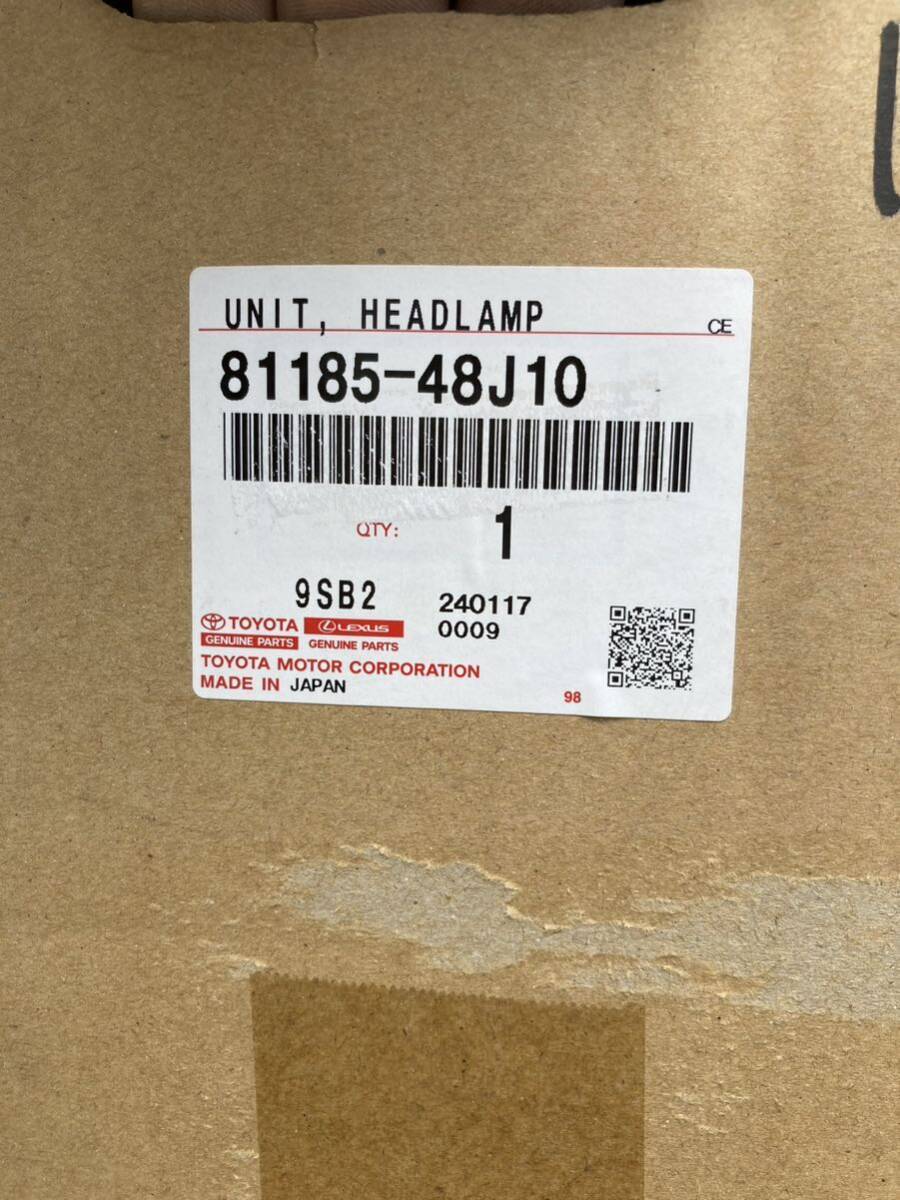 UNIT, HEADLAMP
CE
81185-48J10
QTY: 1
9SB2 240117
0009
TOYOTA LEXUS
GENUINE PARTS GENUINE PARTS
TOYOTA MOTOR CORPORATION
MADE IN JAPAN
98